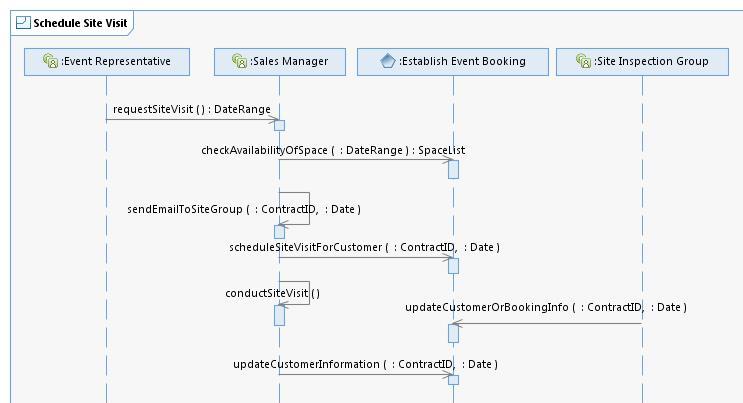 Schedule Site Visit
:Event Representative
:Sales Manager
:Establish Event Booking
:Site Inspection Group
requestSiteVisit ( ) : DateRange
checkAvailabilityOfSpace ( : DateRange ) : SpaceList
sendEmailToSiteGroup ( : ContractID, : Date )
scheduleSiteVisitForCustomer ( : ContractID, : Date )
conductSiteVisit ( )
updateCustomerOrBookingInfo ( : ContractID, : Date )
updateCustomerInformation ( : ContractID, : Date )